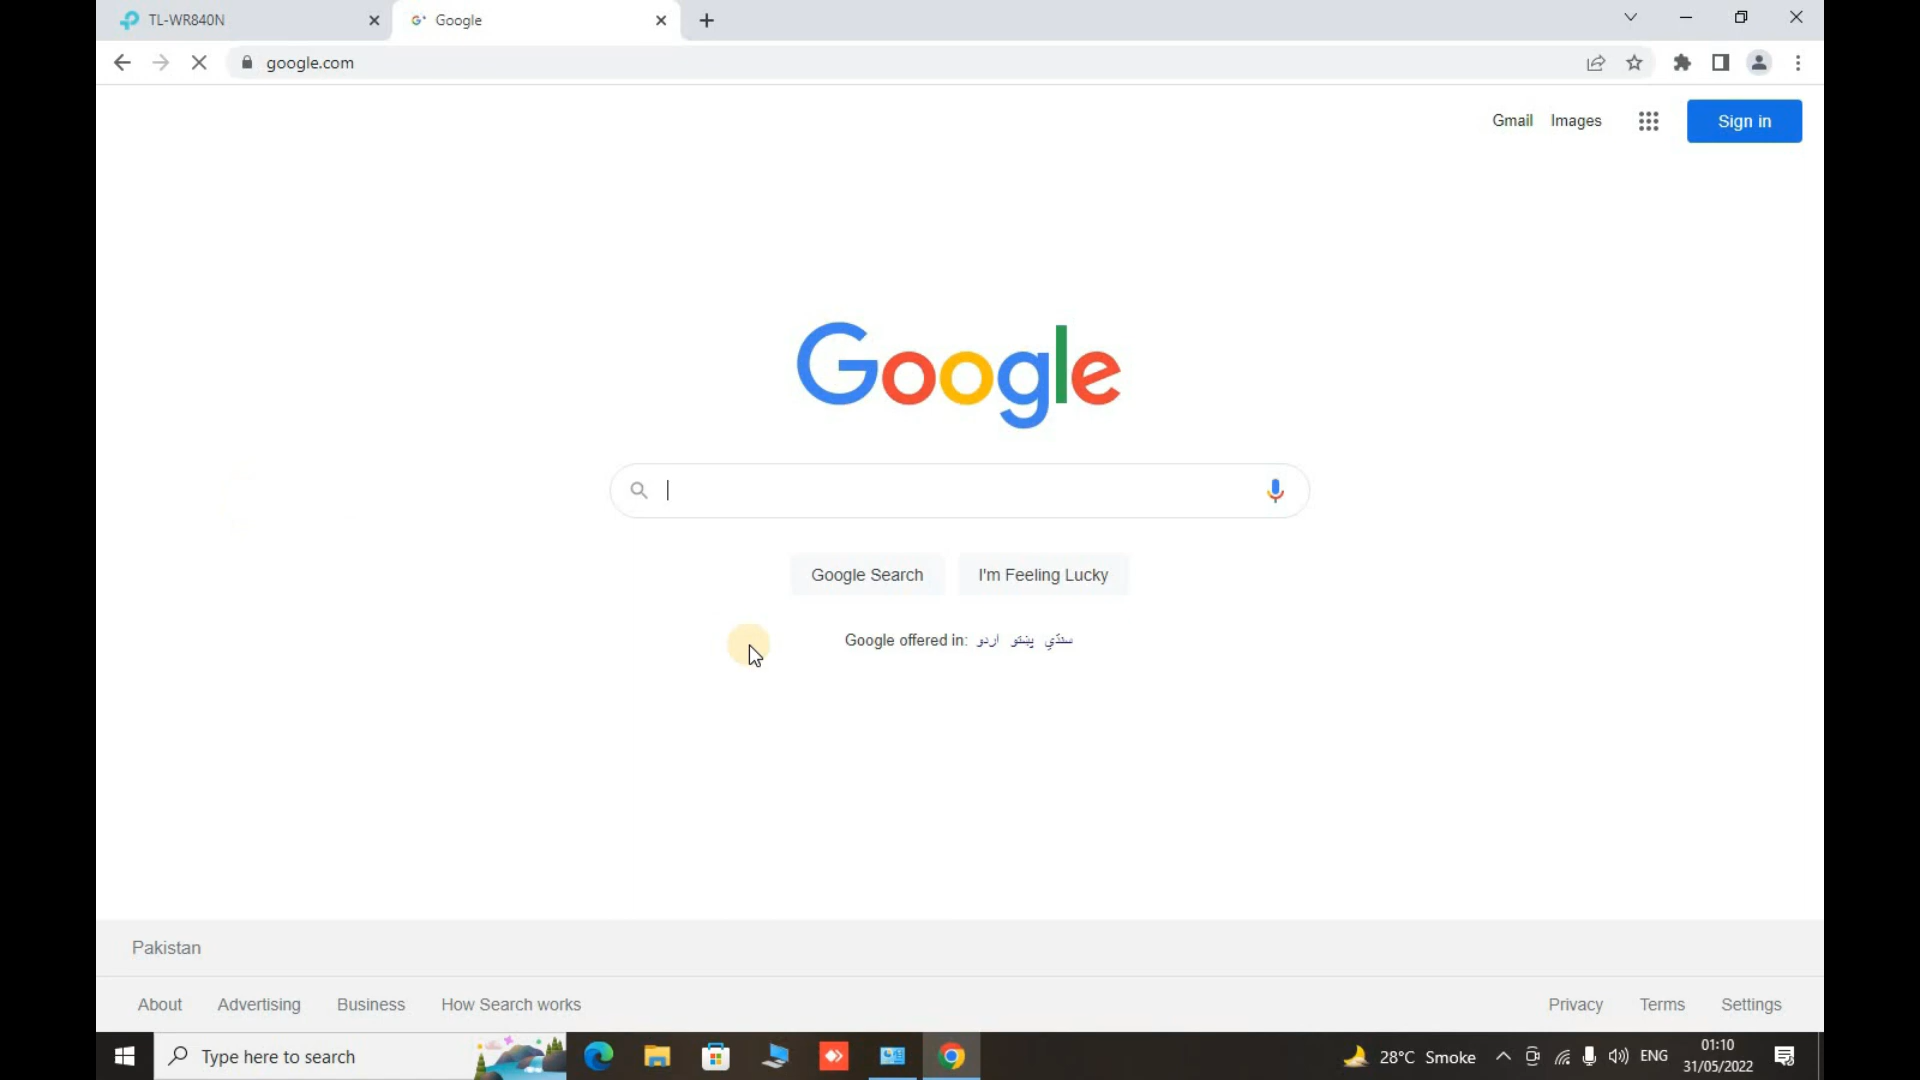 TL-WR840N
Google
google.com
Gmail Images Sign in
Google
Google Search I'm Feeling Lucky
Google offered in: اردو پښتو سنڌي
Pakistan
About Advertising Business How Search works Privacy Terms Settings
Type here to search 28°C Smoke ENG 01:10
31/05/2022